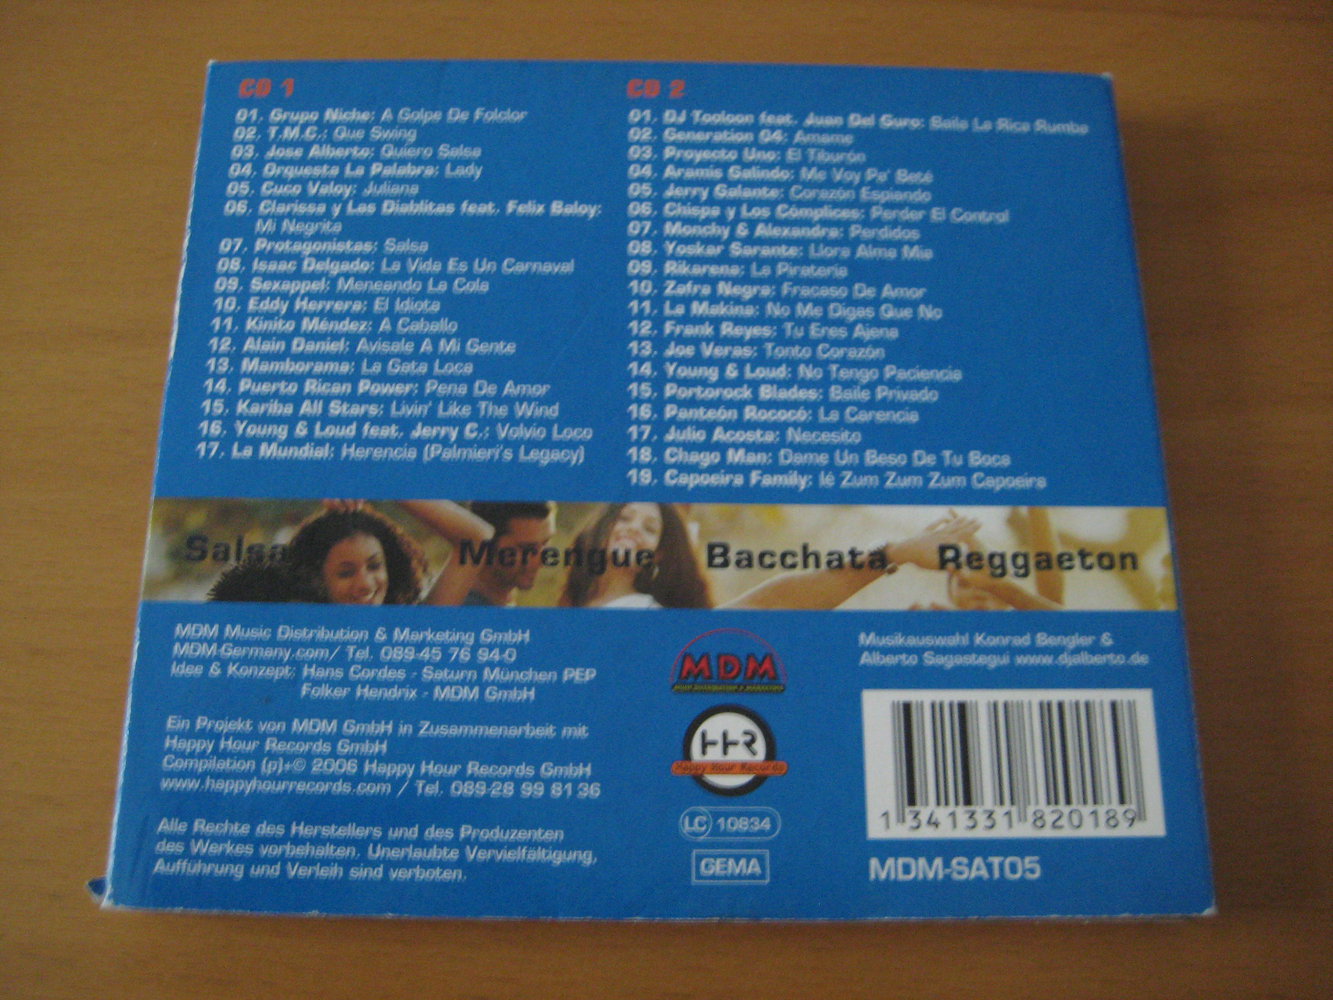 CD 1
01. Grupo Niche: A Golpe De Folclor
02. T.M.C.: Que Swing
03. Jose Alberto: Quiero Salsa
04. Orquesta La Palabra: Lady
05. Cuco Valoy: Juliana
06. Clarissa y Las Diablitas feat. Felix Baloy:
Mi Negrita
07. Protagonistas: Salsa
08. Isaac Delgado: La Vida Es Un Carnaval
09. Sexappel: Meneando La Cola
10. Eddy Herrera: El Idiota
11. Kinito Méndez: A Caballo
12. Alain Daniel: Avisale A Mi Gente
13. Mamborama: La Gata Loca
14. Puerto Rican Power: Pena De Amor
15. Kariba All Stars: Livin' Like The Wind
16. Young & Loud feat. Jerry C.: Volvio Loco
17. La Mundial: Herencia (Palmieri's Legacy)
CD 2
01. DJ Tooloon feat. Juan Del Guro: Baila La Rica Rumba
02. Generation 04: Amame
03. Proyecto Uno: El Tiburón
04. Aramis Galindo: Me Voy Pa' Beté
05. Jerry Galante: Corazón Espiando
06. Chispa y Los Cómplices: Perder El Control
07. Monchy & Alexandra: Perdidos
08. Yoskar Sarante: Llora Alma Mia
09. Rikarena: La Pirateria
10. Zafra Negra: Fracaso De Amor
11. La Makina: No Me Digas Que No
12. Frank Reyes: Tu Eres Ajena
13. Joe Veras: Tonto Corazón
14. Young & Loud: No Tengo Paciencia
15. Portorock Blades: Baile Privado
16. Panteón Rococó: La Carencia
17. Julio Acosta: Necesito
18. Chago Man: Dame Un Beso De Tu Boca
19. Capoeira Family: Ié Zum Zum Zum Capoeira
Salsa Merengue Bacchata Reggaeton
MDM Music Distribution & Marketing GmbH
MDM-Germany.com/ Tel. 089-45 76 94-0
Idee & Konzept: Hans Cordes - Saturn München PEP
Folker Hendrix - MDM GmbH
Ein Projekt von MDM GmbH in Zusammenarbeit mit
Happy Hour Records GmbH
Compilation (p)+© 2006 Happy Hour Records GmbH
www.happyhourrecords.com / Tel. 089-28 99 81 36
Alle Rechte des Herstellers und des Produzenten
des Werkes vorbehalten. Unerlaubte Vervielfältigung,
Aufführung und Verleih sind verboten.
MDM
MUSIC DISTRIBUTION & MARKETING
HHR
Happy Hour Records
LC 10634
GEMA
Musikauswahl Konrad Bengler &
Alberto Sagastegui www.djalberto.de
1 341331 820189
MDM-SAT05